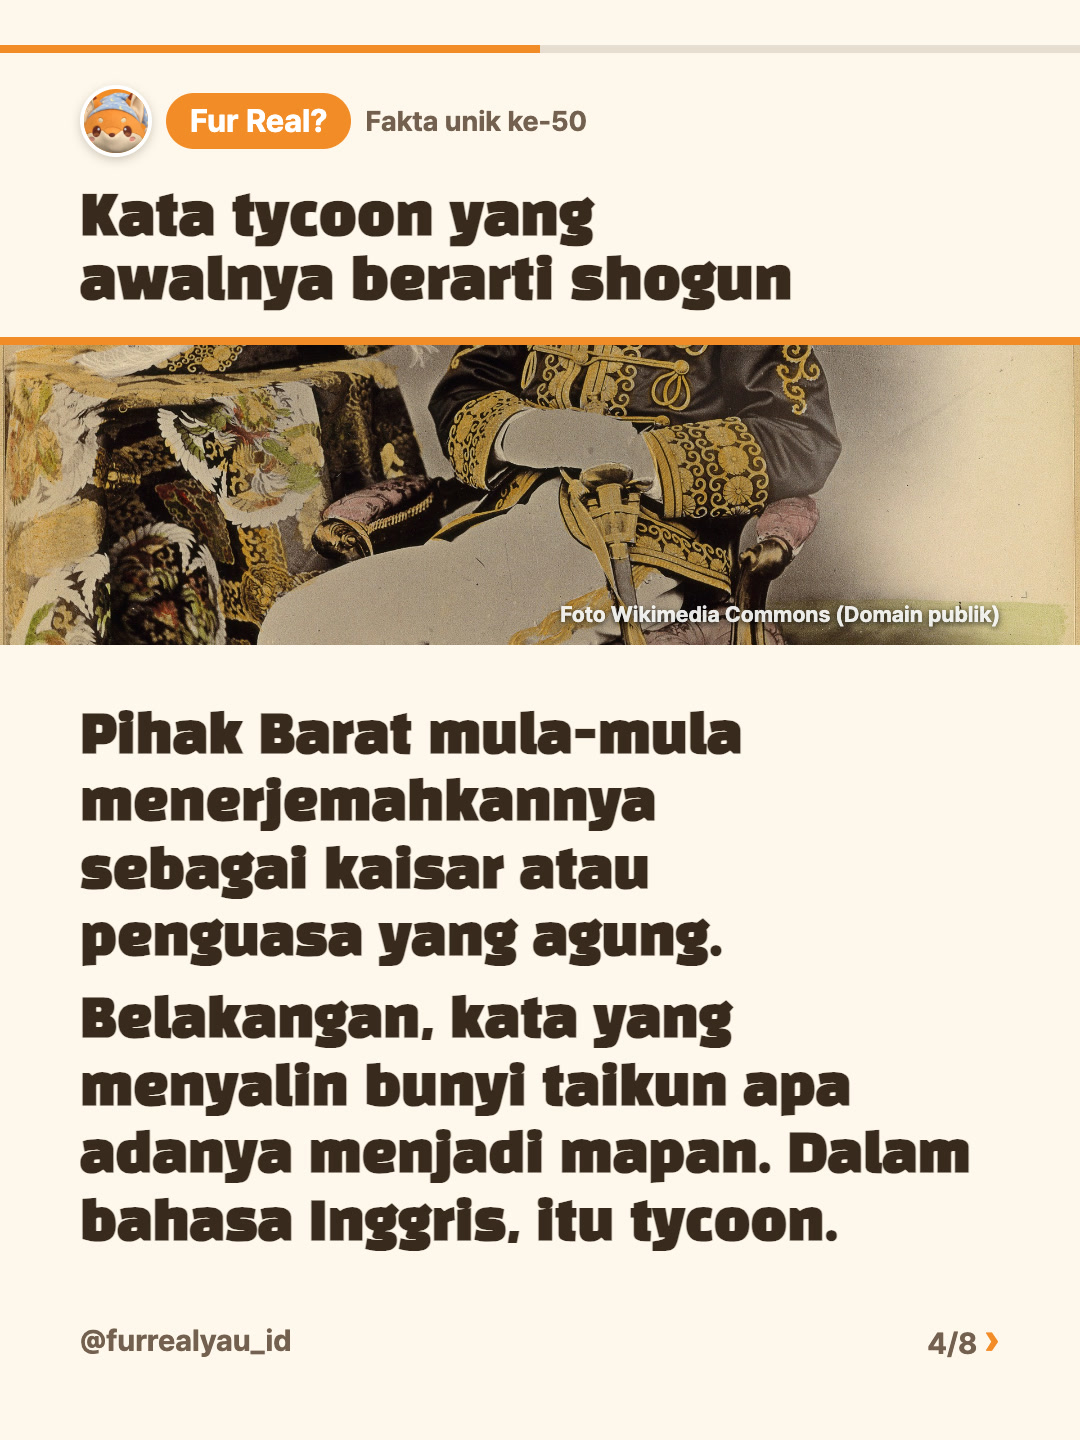 Fur Real?
Fakta unik ke-50
Kata tycoon yang
awalnya berarti shogun
Foto Wikimedia Commons (Domain publik)
Pihak Barat mula-mula
menerjemahkannya
sebagai kaisar atau
penguasa yang agung.
Belakangan, kata yang
menyalin bunyi taikun apa
adanya menjadi mapan. Dalam
bahasa Inggris, itu tycoon.
@furrealyau_id
4/8 ›